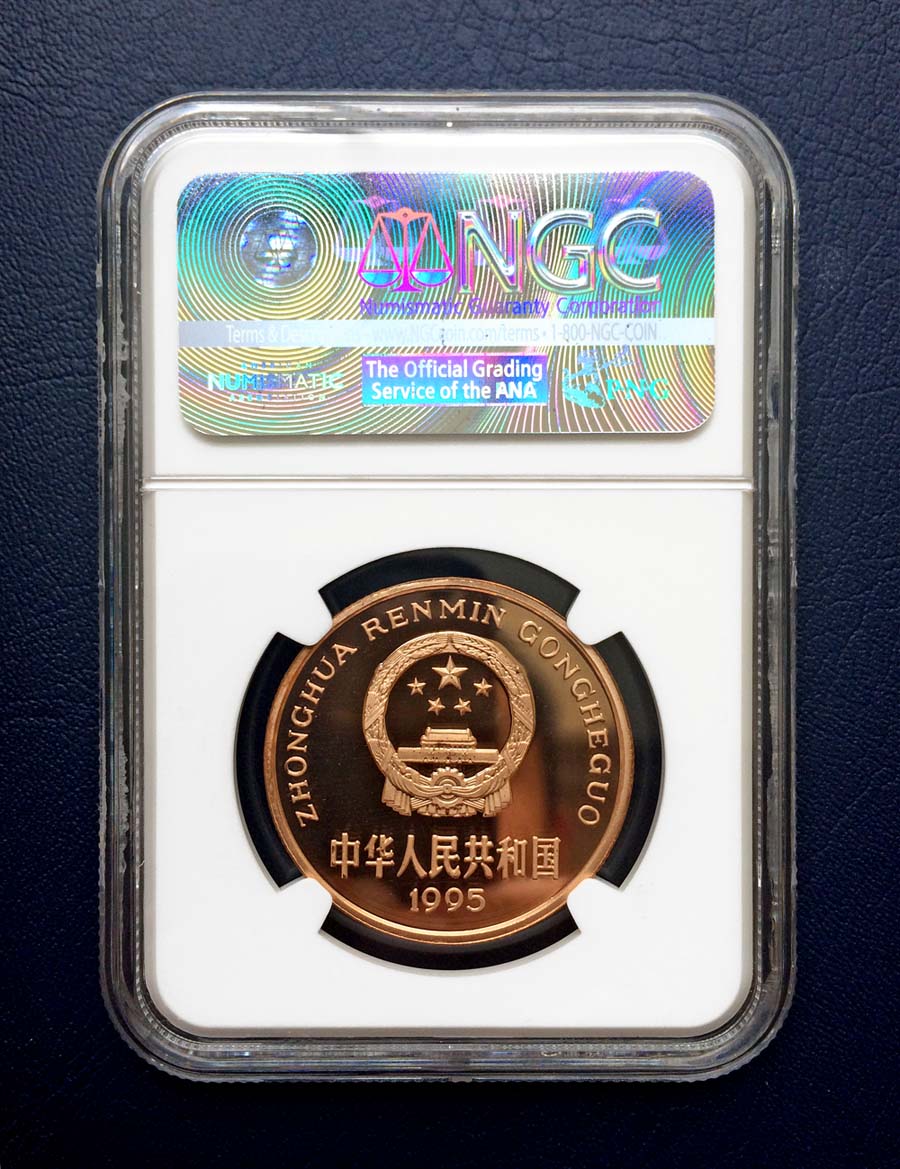 NGC
Numismatic Guaranty Corporation
Terms & www.NGCcoin.com/terms • 1-800-NGC-COIN
NUMISMATIC
ASSOCIATION
The Official Grading
Service of the ANA
PNG
ZHONGHUA RENMIN GONGHEGUO
中华人民共和国
1995